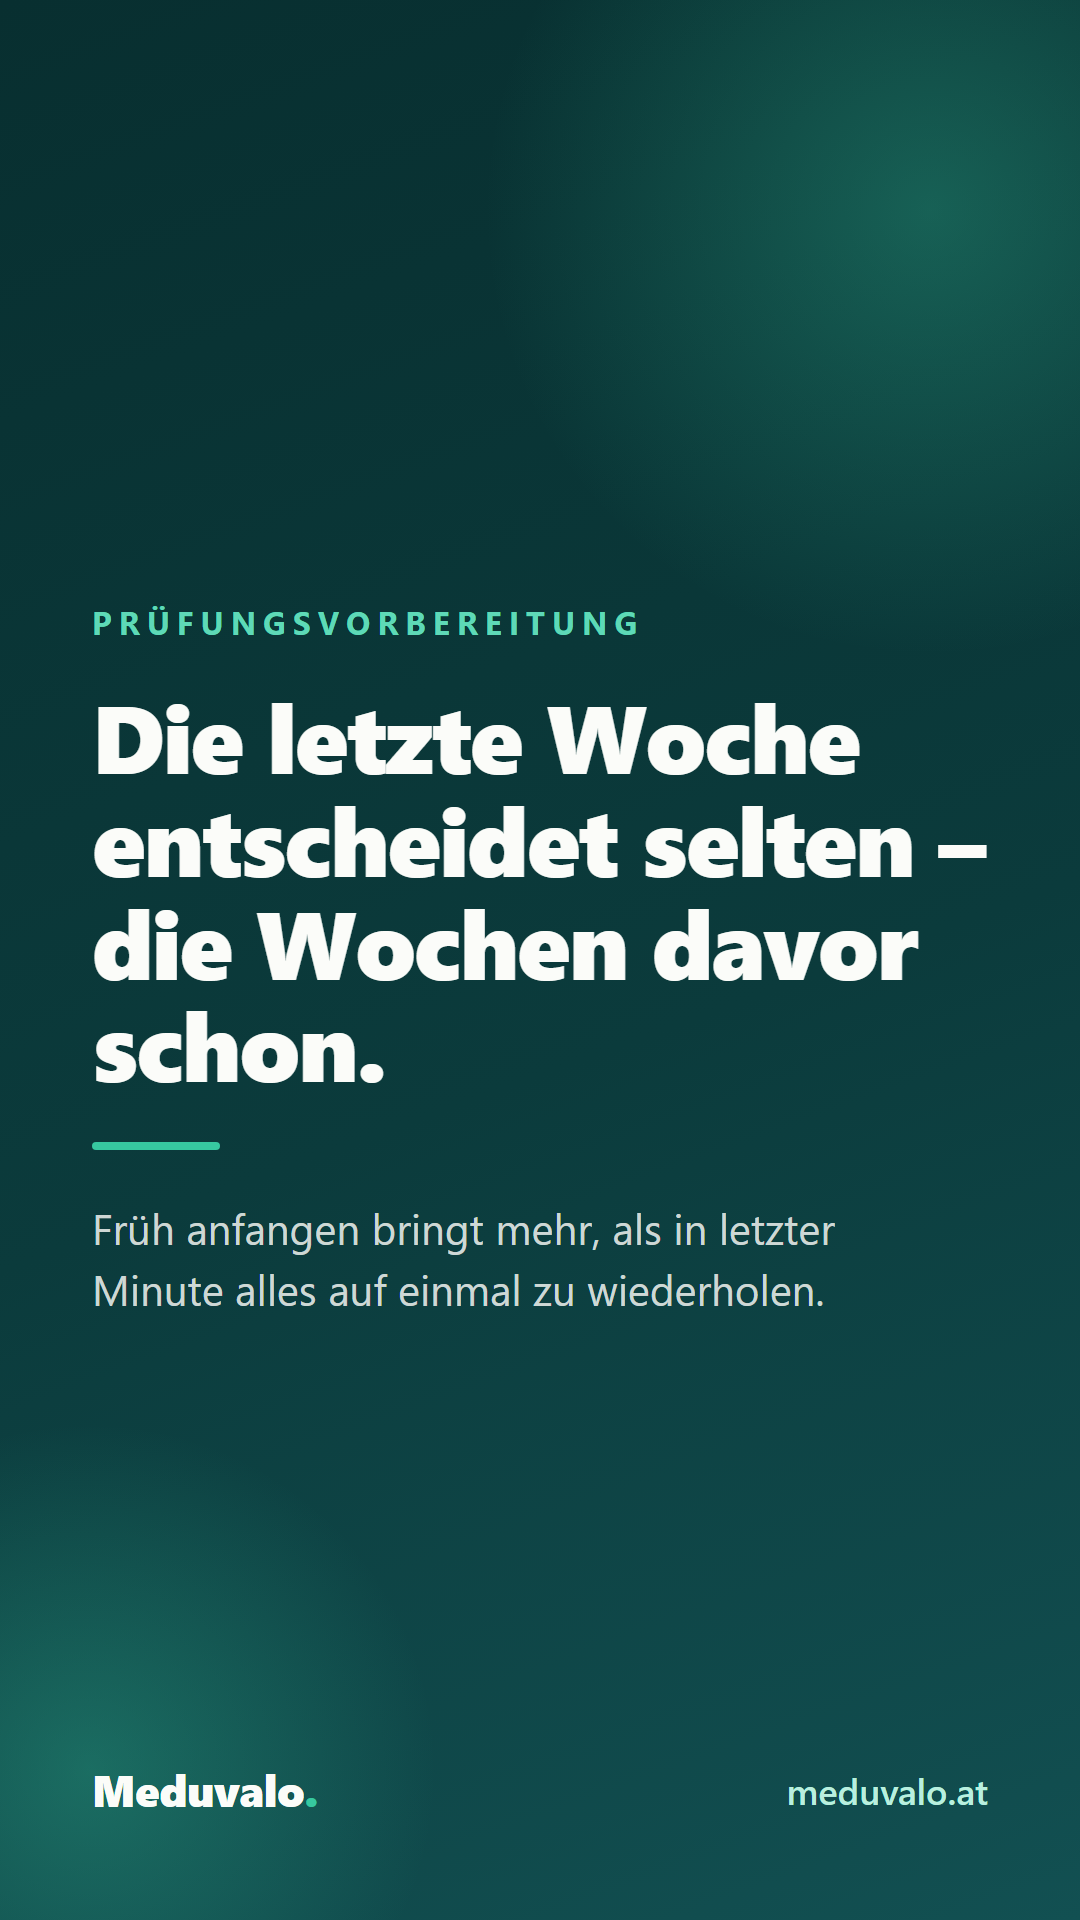 PRÜFUNGSVORBEREITUNG
Die letzte Woche
entscheidet selten –
die Wochen davor
schon.
Früh anfangen bringt mehr, als in letzter
Minute alles auf einmal zu wiederholen.
Meduvalo.
meduvalo.at